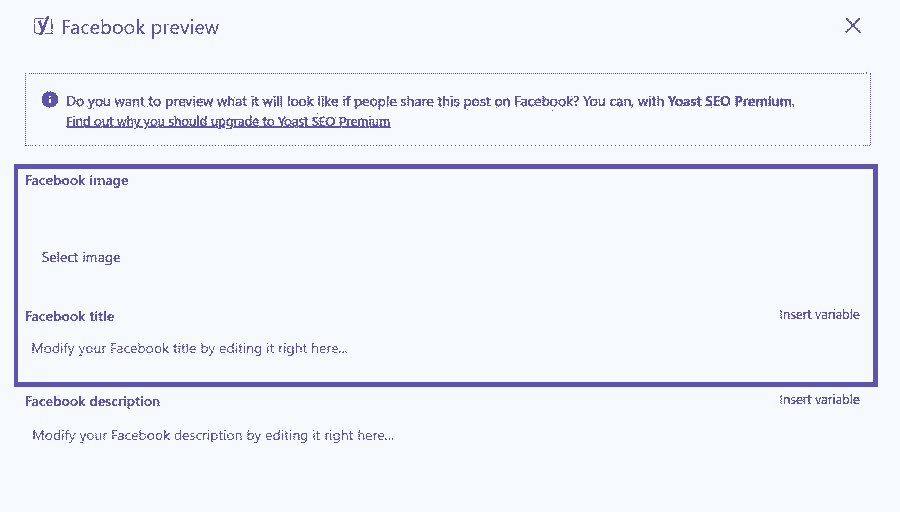 Facebook preview
Do you want to preview what it will look like if people share this post on Facebook? You can, with Yoast SEO Premium.
Find out why you should upgrade to Yoast SEO Premium
Facebook image
Select image
Facebook title Insert variable
Modify your Facebook title by editing it right here...
Facebook description Insert variable
Modify your Facebook description by editing it right here...